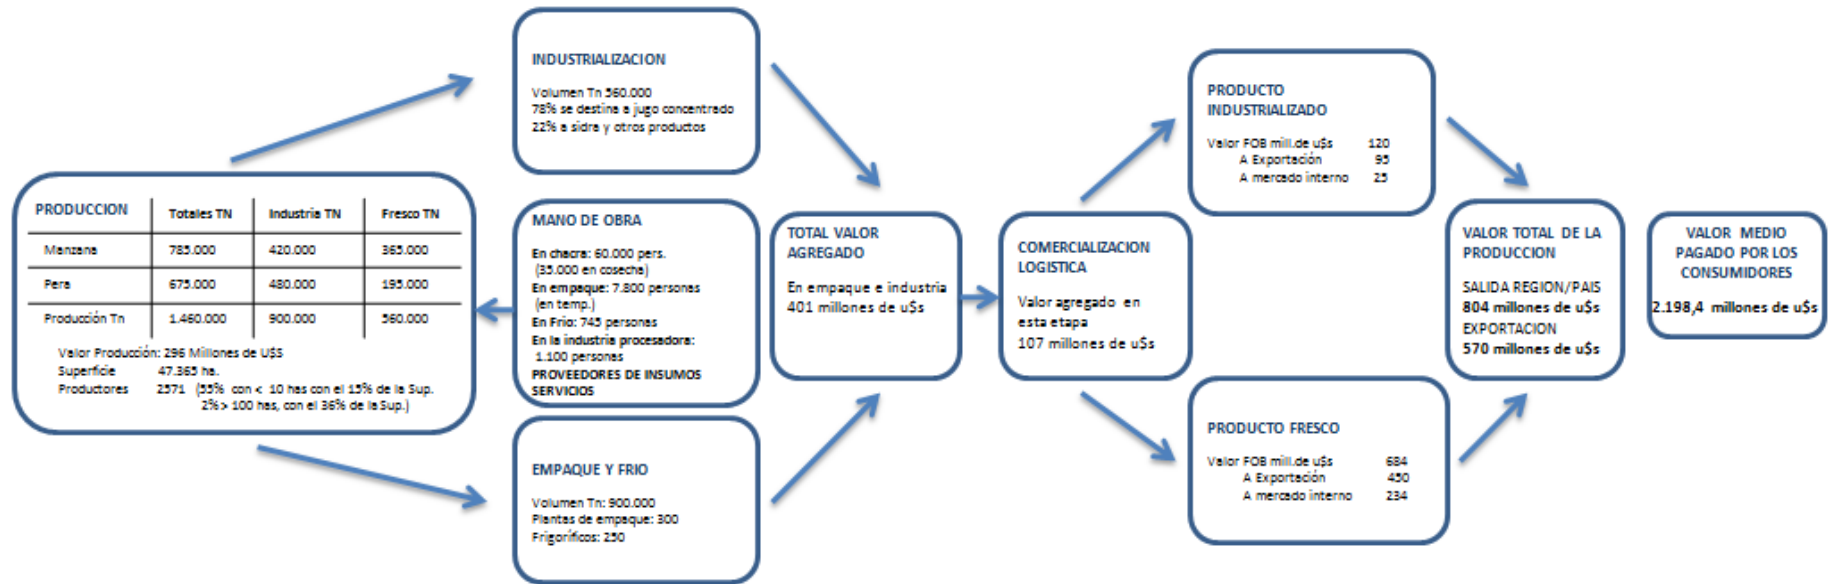 PRODUCCION Totales TN Industria TN Fresco TN
Manzana 785.000 420.000 365.000
Pera 675.000 480.000 195.000
Producción Tn 1.460.000 900.000 560.000
Valor Producción: 296 Millones de U$S
Superficie 47.365 ha.
Productores 2571 (55% con < 10 has con el 15% de la Sup.
2% > 100 has, con el 36% de la Sup.)
INDUSTRIALIZACION
Volumen Tn 560.000
78% se destina a jugo concentrado
22% a sidra y otros productos
MANO DE OBRA
En chacra: 60.000 pers.
(35.000 en cosecha)
En empaque: 7.800 personas
(en temp.)
En Frio: 745 personas
En la industria procesadora:
1.100 personas
PROVEEDORES DE INSUMOS
SERVICIOS
EMPAQUE Y FRIO
Volumen Tn: 900.000
Plantas de empaque: 300
Frigoríficos: 250
TOTAL VALOR
AGREGADO
En empaque e industria
401 millones de u$s
COMERCIALIZACION
LOGISTICA
Valor agregado en
esta etapa
107 millones de u$s
PRODUCTO
INDUSTRIALIZADO
Valor FOB mill.de u$s 120
A Exportación 95
A mercado interno 25
PRODUCTO FRESCO
Valor FOB mill.de u$s 684
A Exportación 450
A mercado interno 234
VALOR TOTAL DE LA
PRODUCCION
SALIDA REGION/PAIS
804 millones de u$s
EXPORTACION
570 millones de u$s
VALOR MEDIO
PAGADO POR LOS
CONSUMIDORES
2.198,4 millones de u$s